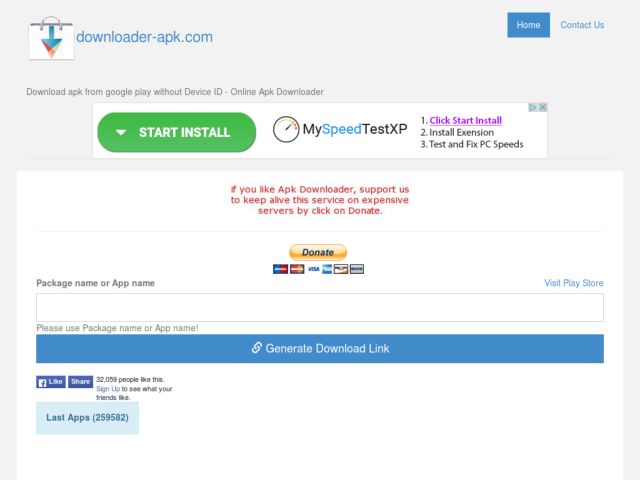 downloader-apk.com
Home
Contact Us
Download apk from google play without Device ID - Online Apk Downloader
START INSTALL
MySpeedTestXP
1. Click Start Install
2. Install Exension
3. Test and Fix PC Speeds
if you like Apk Downloader, support us
to keep alive this service on expensive
servers by click on Donate.
Donate
VISA
Package name or App name
Visit Play Store
Please use Package name or App name!
Generate Download Link
Like
Share
32,059 people like this.
Sign Up to see what your
friends like.
Last Apps (259582)